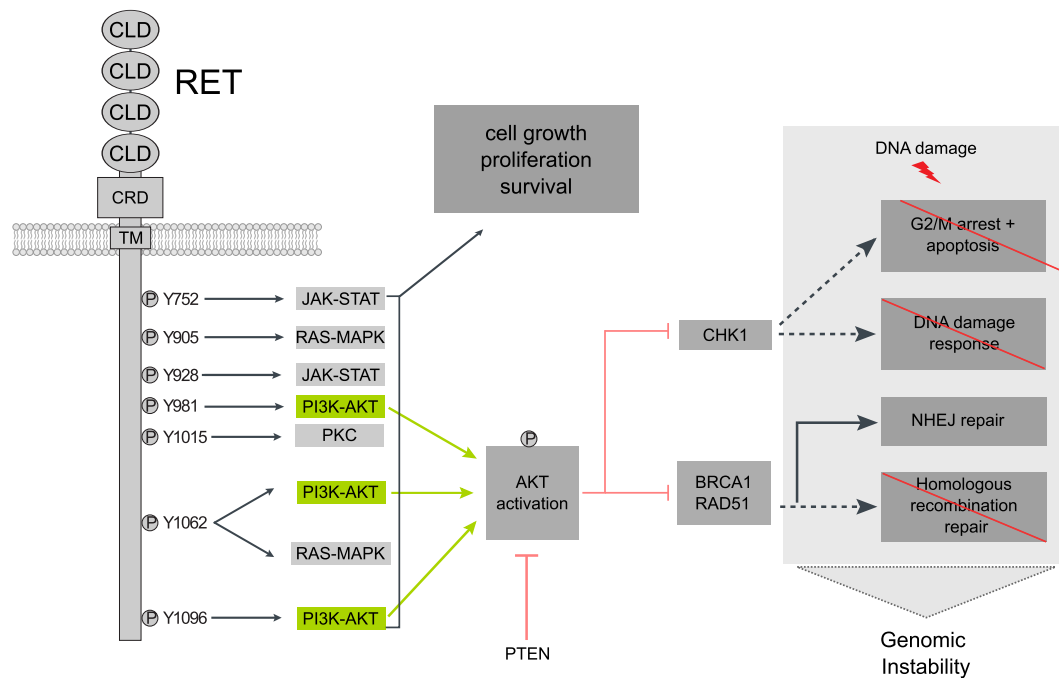 CLD
CLD
CLD
CLD
RET
CRD
TM
P Y752
JAK-STAT
P Y905
RAS-MAPK
P Y928
JAK-STAT
P Y981
PI3K-AKT
P Y1015
PKC
P Y1062
PI3K-AKT
RAS-MAPK
P Y1096
PI3K-AKT
cell growth
proliferation
survival
P
AKT
activation
PTEN
CHK1
BRCA1
RAD51
DNA damage
G2/M arrest +
apoptosis
DNA damage
response
NHEJ repair
Homologous
recombination
repair
Genomic
Instability